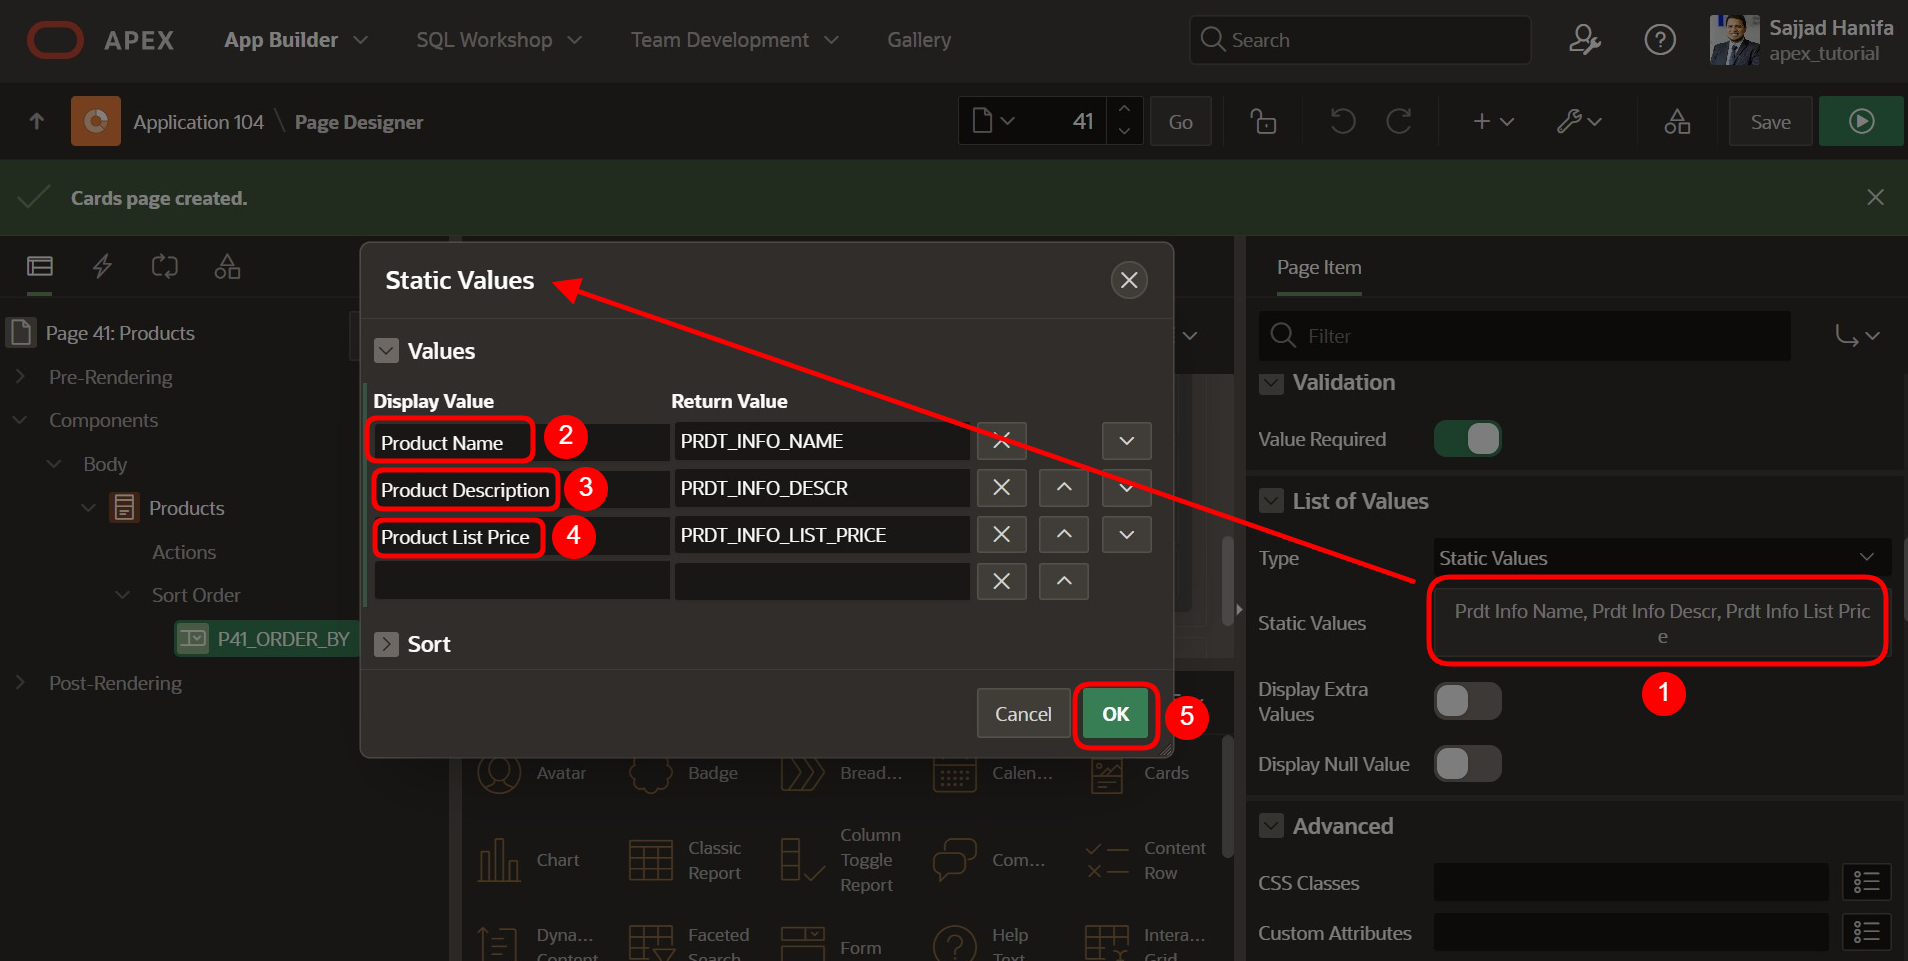 APEX App Builder SQL Workshop Team Development Gallery Search Sajjad Hanifa
apex_tutorial
Application 104 \ Page Designer 41 Go Save
Cards page created.
Page 41: Products
Pre-Rendering
Components
Body
Products
Actions
Sort Order
P41_ORDER_BY
Post-Rendering
Static Values
Values
Display Value Return Value
Product Name 2 PRDT_INFO_NAME
Product Description 3 PRDT_INFO_DESCR
Product List Price 4 PRDT_INFO_LIST_PRICE
Sort
Cancel OK 5
Avatar Badge Bread... Calen... Cards
Chart Classic Report Column Toggle Report Com... Content Row
Dyna... Content Faceted Search Form Help Text Intera... Grid
Page Item
Filter
Validation
Value Required
List of Values
Type Static Values
Static Values Prdt Info Name, Prdt Info Descr, Prdt Info List Pric
e
Display Extra
Values
1
Display Null Value
Advanced
CSS Classes
Custom Attributes